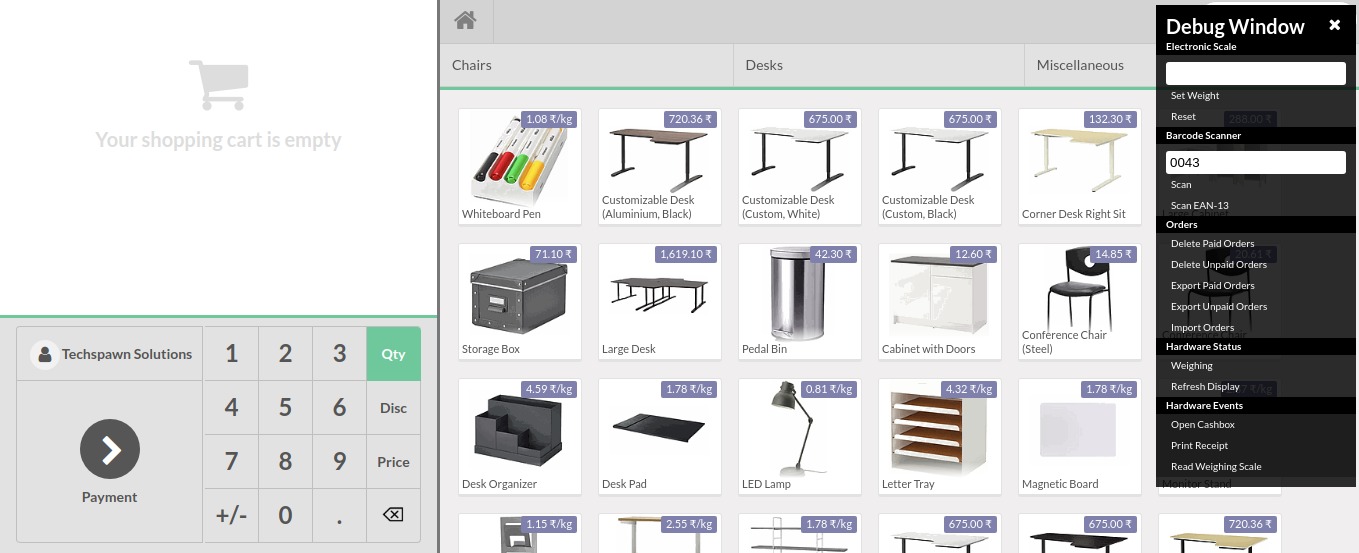 Your shopping cart is empty
Techspawn Solutions
1 2 3 Qty
4 5 6 Disc
7 8 9 Price
+/- 0 .
Payment
Chairs
Desks
Miscellaneous
1.08 ₹/kg
Whiteboard Pen
720.36 ₹
Customizable Desk
(Aluminium, Black)
675.00 ₹
Customizable Desk
(Custom, White)
675.00 ₹
Customizable Desk
(Custom, Black)
132.30 ₹
Corner Desk Right Sit
288.00 ₹
71.10 ₹
Storage Box
1,619.10 ₹
Large Desk
42.30 ₹
Pedal Bin
12.60 ₹
Cabinet with Doors
14.85 ₹
Conference Chair
(Steel)
20.61 ₹
4.59 ₹/kg
Desk Organizer
1.78 ₹/kg
Desk Pad
0.81 ₹/kg
LED Lamp
4.32 ₹/kg
Letter Tray
1.78 ₹/kg
Magnetic Board
Monitor Stand
1.15 ₹/kg
2.55 ₹/kg
1.78 ₹/kg
675.00 ₹
675.00 ₹
720.36 ₹
Debug Window
Electronic Scale
Set Weight
Reset
Barcode Scanner
0043
Scan
Scan EAN-13
Orders
Delete Paid Orders
Delete Unpaid Orders
Export Paid Orders
Export Unpaid Orders
Import Orders
Hardware Status
Weighing
Refresh Display
Hardware Events
Open Cashbox
Print Receipt
Read Weighing Scale